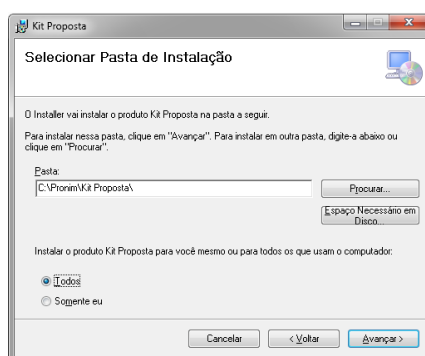 Kit Proposta
Selecionar Pasta de Instalação
O Installer vai instalar o produto Kit Proposta na pasta a seguir.
Para instalar nessa pasta, clique em "Avançar". Para instalar em outra pasta, digite-a abaixo ou
clique em "Procurar".
Pasta:
C:\Pronim\Kit Proposta\
Procurar...
Espaço Necessário em
Disco...
Instalar o produto Kit Proposta para você mesmo ou para todos os que usam o computador:
Todos
Somente eu
Cancelar
< Voltar
Avançar >